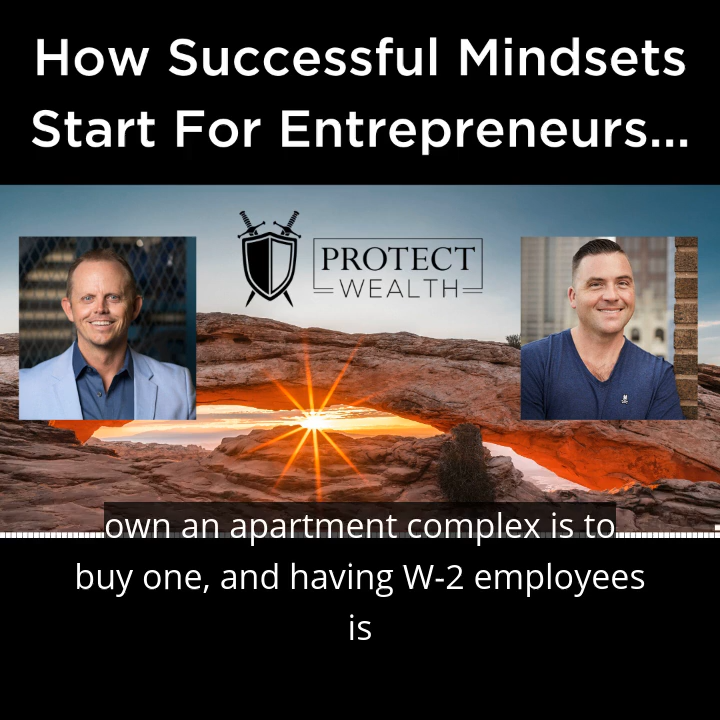 How Successful Mindsets
Start For Entrepreneurs...
PROTECT
WEALTH
own an apartment complex is to
buy one, and having W-2 employees
is